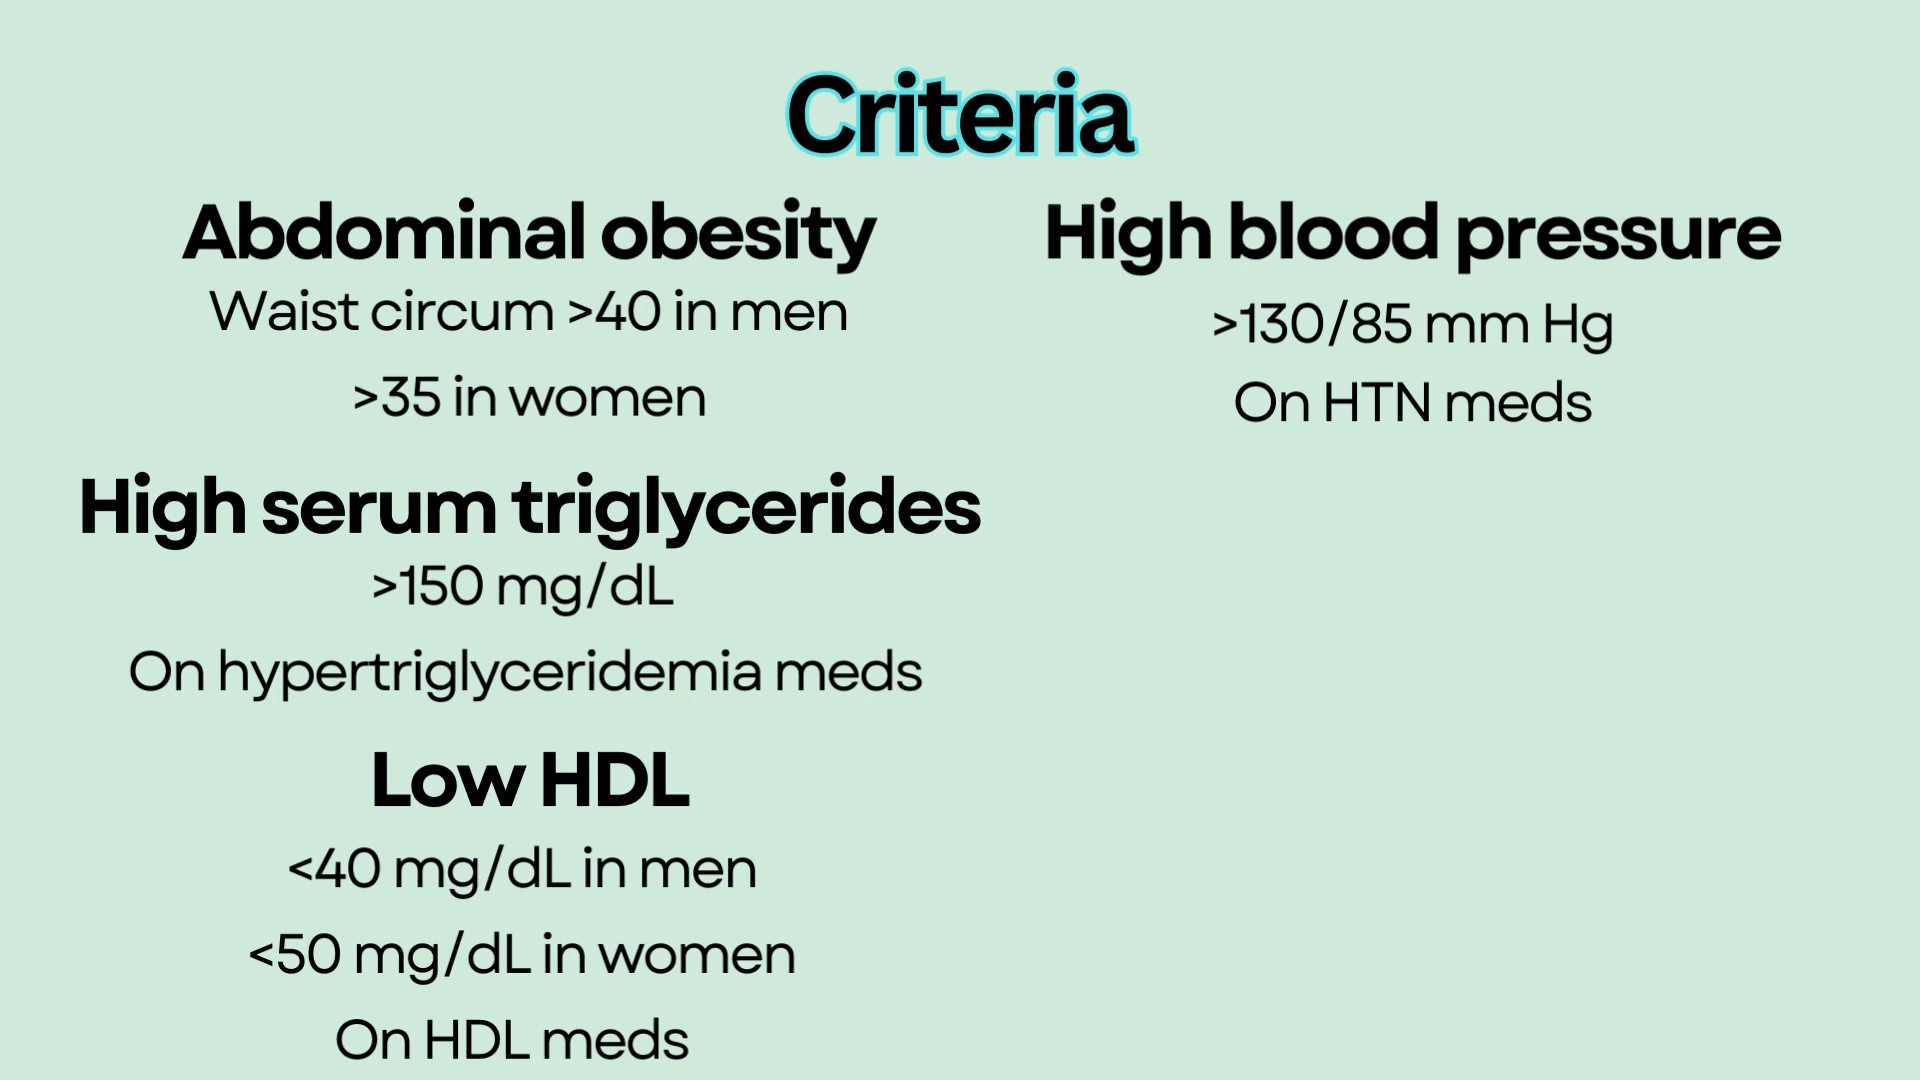 Criteria
Abdominal obesity
Waist circum >40 in men
>35 in women
High serum triglycerides
>150 mg/dL
On hypertriglyceridemia meds
Low HDL
<40 mg/dL in men
<50 mg/dL in women
On HDL meds
High blood pressure
>130/85 mm Hg
On HTN meds